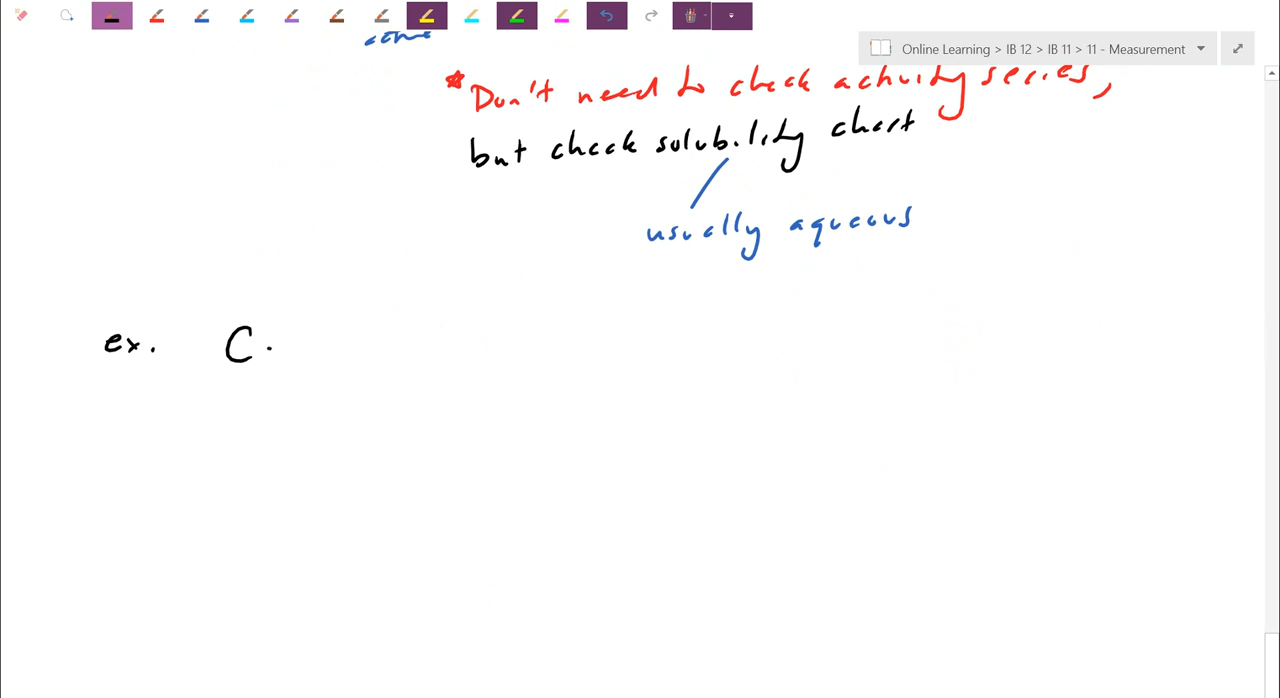 Online Learning > IB 12 > IB 11 > 11 - Measurement
*Don't need to check activity series,
but check solubility chart
usually aqueous
ex. C.